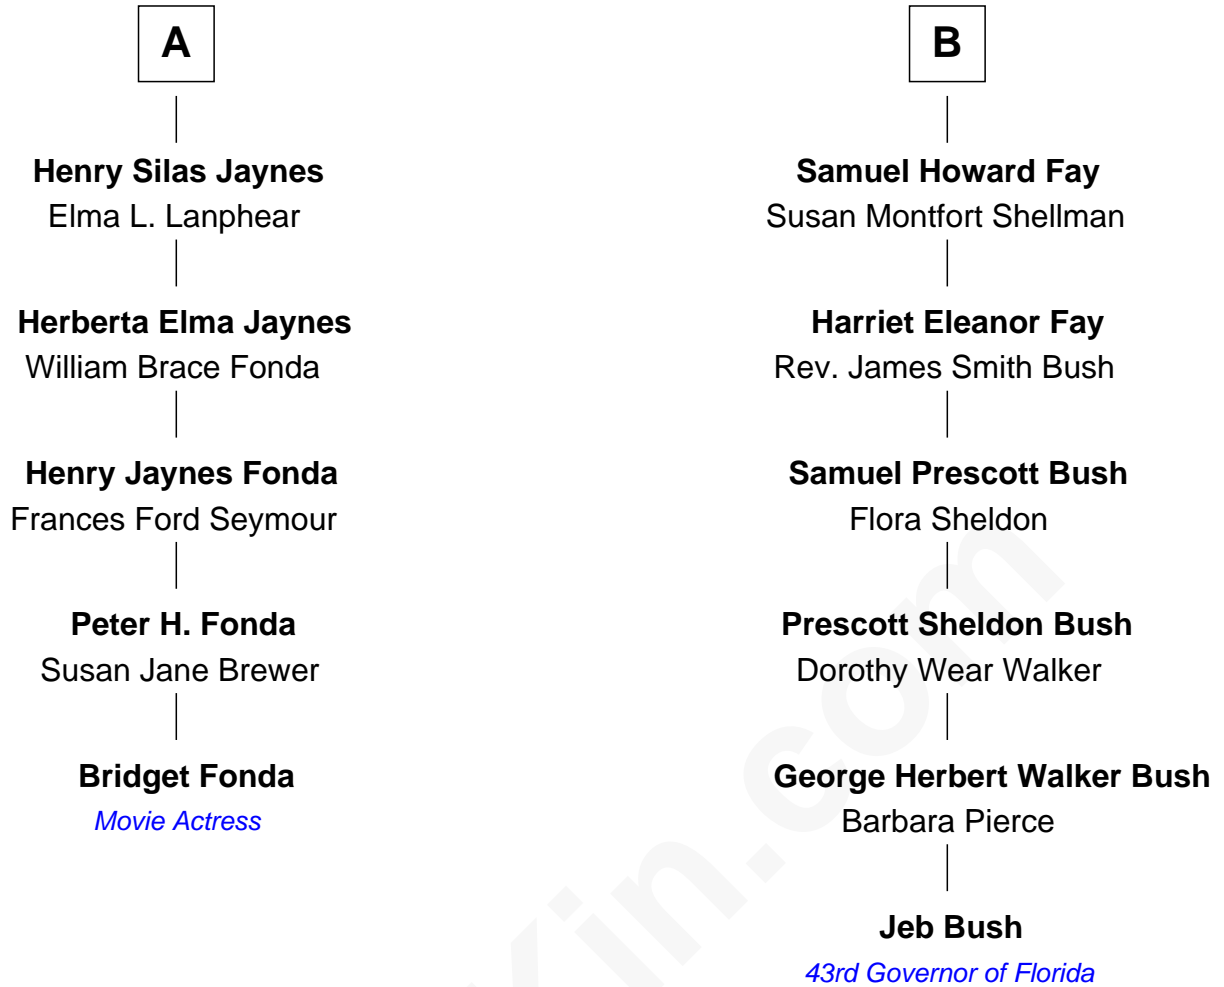 A
Henry Silas Jaynes
Elma L. Lanphear
Herberta Elma Jaynes
William Brace Fonda
Henry Jaynes Fonda
Frances Ford Seymour
Peter H. Fonda
Susan Jane Brewer
Bridget Fonda
Movie Actress
B
Samuel Howard Fay
Susan Montfort Shellman
Harriet Eleanor Fay
Rev. James Smith Bush
Samuel Prescott Bush
Flora Sheldon
Prescott Sheldon Bush
Dorothy Wear Walker
George Herbert Walker Bush
Barbara Pierce
Jeb Bush
43rd Governor of Florida